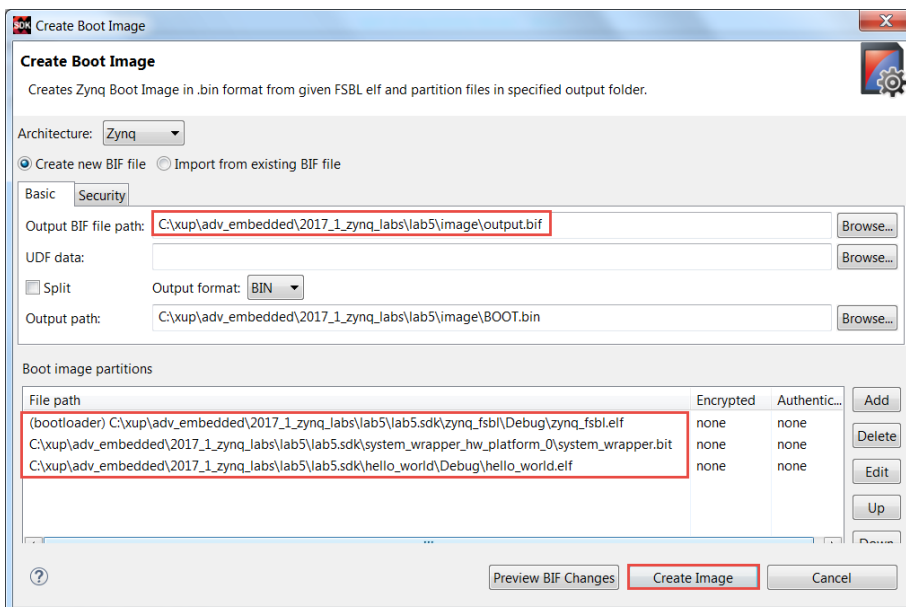 SDK Create Boot Image
Create Boot Image
Creates Zynq Boot Image in .bin format from given FSBL elf and partition files in specified output folder.
Architecture: Zynq
Create new BIF file Import from existing BIF file
Basic Security
Output BIF file path: C:\xup\adv_embedded\2017_1_zynq_labs\lab5\image\output.bif Browse...
UDF data: Browse...
Split Output format: BIN
Output path: C:\xup\adv_embedded\2017_1_zynq_labs\lab5\image\BOOT.bin Browse...
Boot image partitions
File path Encrypted Authentic... Add
(bootloader) C:\xup\adv_embedded\2017_1_zynq_labs\lab5\lab5.sdk\zynq_fsbl\Debug\zynq_fsbl.elf none none
C:\xup\adv_embedded\2017_1_zynq_labs\lab5\lab5.sdk\system_wrapper_hw_platform_0\system_wrapper.bit none none Delete
C:\xup\adv_embedded\2017_1_zynq_labs\lab5\lab5.sdk\hello_world\Debug\hello_world.elf none none Edit
Up
Down
Preview BIF Changes Create Image Cancel